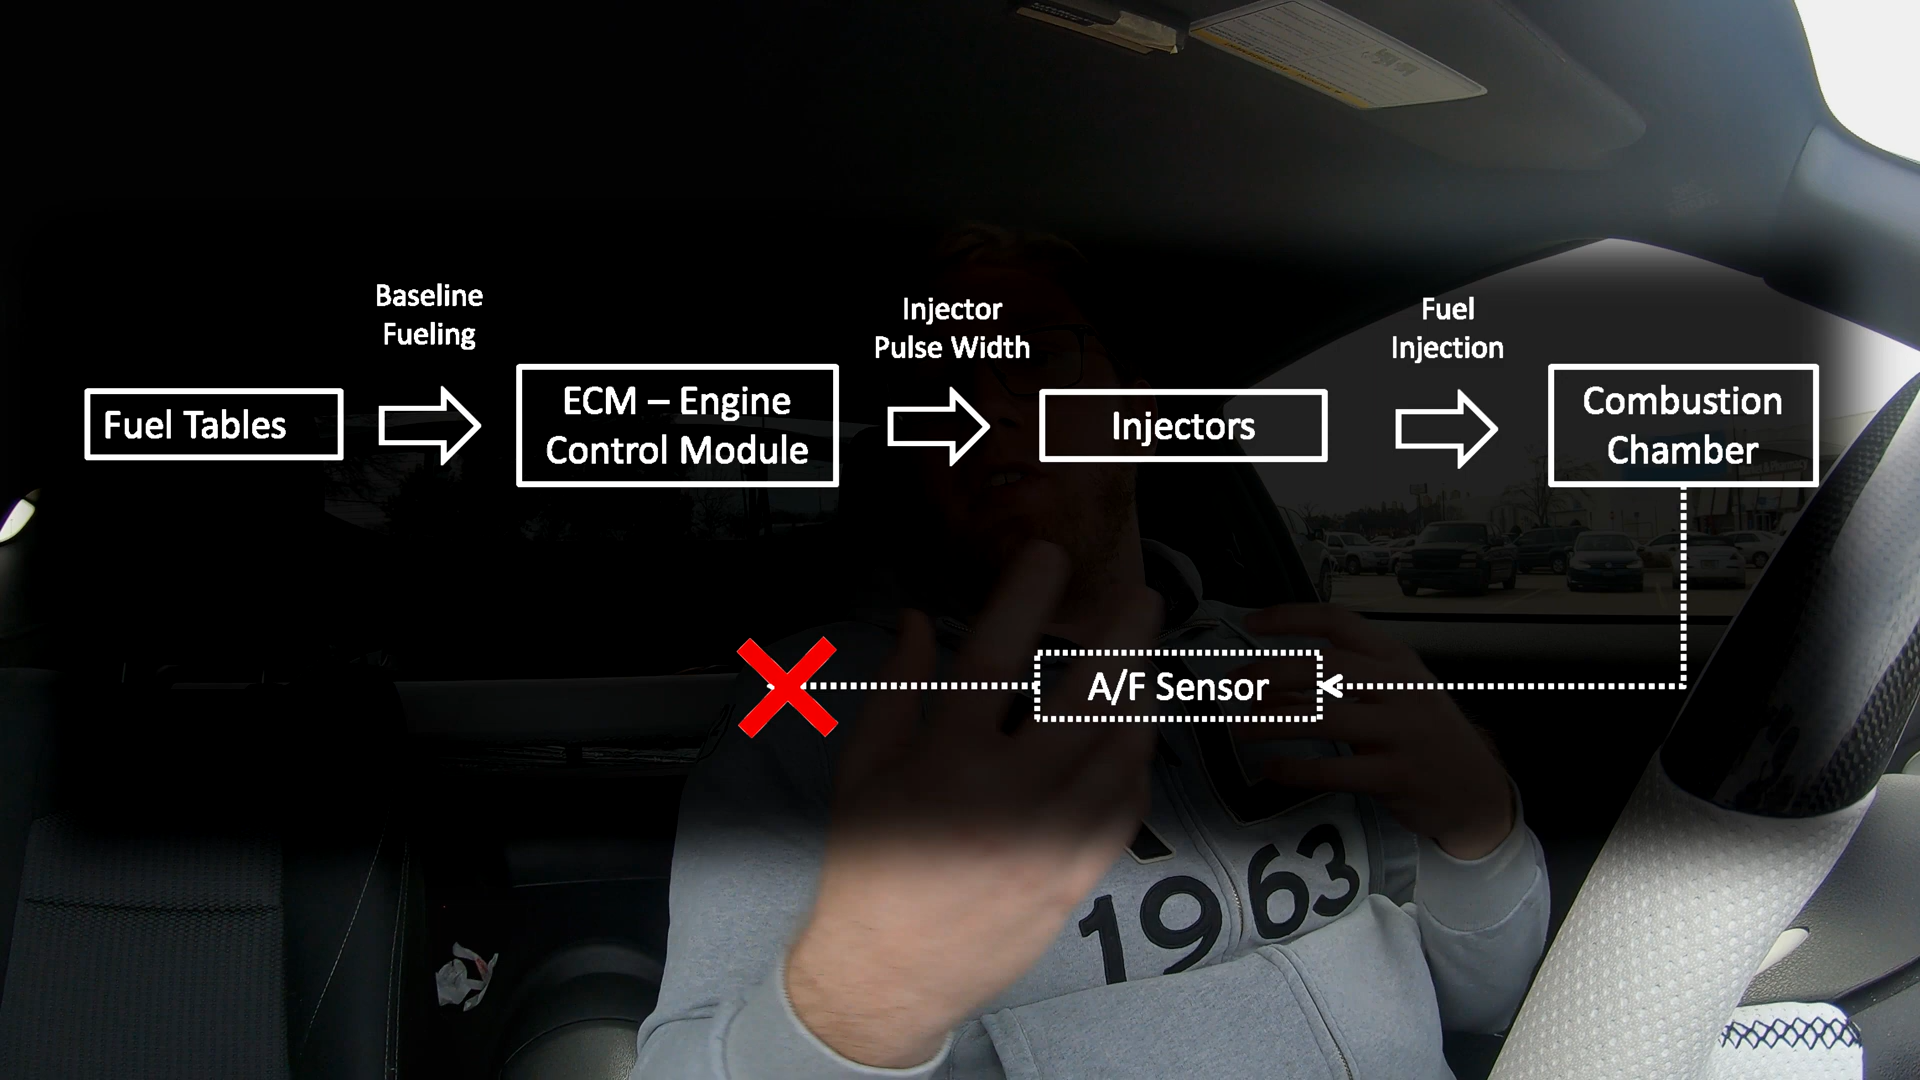 Baseline
Fueling
Injector
Pulse Width
Fuel
Injection
Fuel Tables
ECM – Engine
Control Module
Injectors
Combustion
Chamber
A/F Sensor
1963